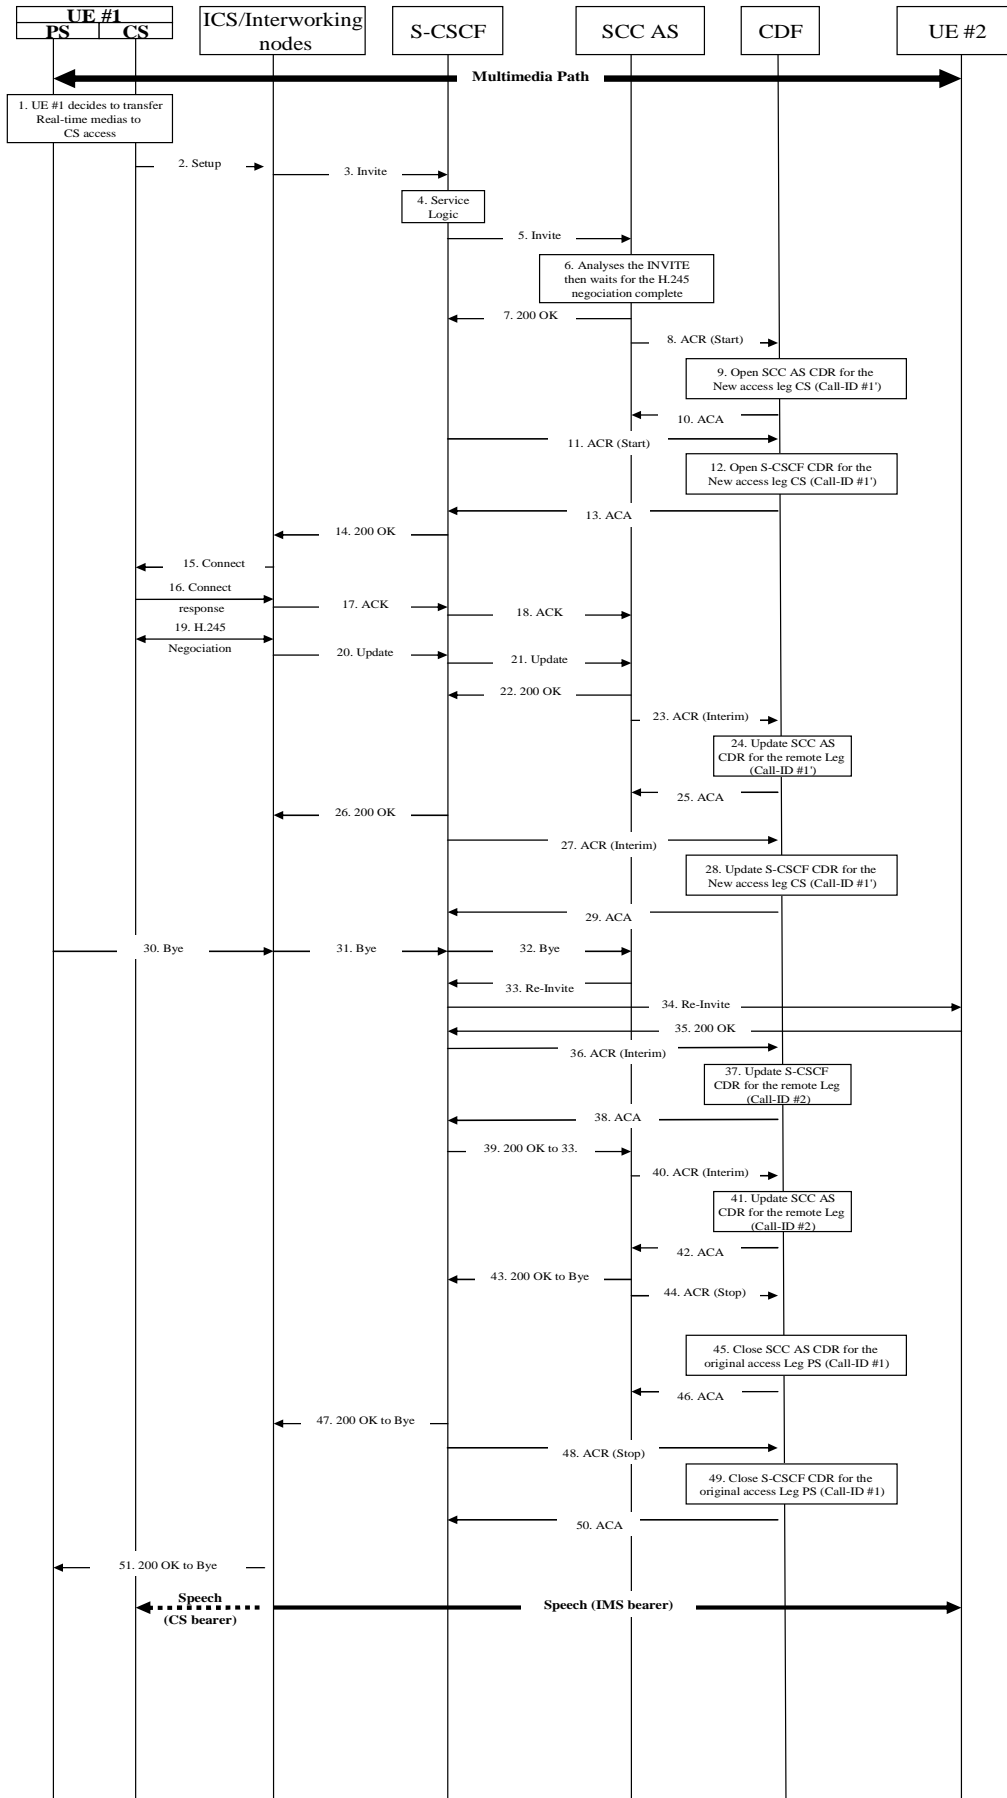 UE #1
PS CS
ICS/Interworking
nodes
S-CSCF
SCC AS
CDF
UE #2
Multimedia Path
1. UE #1 decides to transfer
Real-time medias to
CS access
2. Setup
3. Invite
4. Service
Logic
5. Invite
6. Analyses the INVITE
then waits for the H.245
negociation complete
7. 200 OK
8. ACR (Start)
9. Open SCC AS CDR for the
New access leg CS (Call-ID #1')
10. ACA
11. ACR (Start)
12. Open S-CSCF CDR for the
New access leg CS (Call-ID #1')
13. ACA
14. 200 OK
15. Connect
16. Connect
response
17. ACK
18. ACK
19. H.245
Negociation
20. Update
21. Update
22. 200 OK
23. ACR (Interim)
24. Update SCC AS
CDR for the remote Leg
(Call-ID #1')
25. ACA
26. 200 OK
27. ACR (Interim)
28. Update S-CSCF CDR for the
New access leg CS (Call-ID #1')
29. ACA
30. Bye
31. Bye
32. Bye
33. Re-Invite
34. Re-Invite
35. 200 OK
36. ACR (Interim)
37. Update S-CSCF
CDR for the remote Leg
(Call-ID #2)
38. ACA
39. 200 OK to 33.
40. ACR (Interim)
41. Update SCC AS
CDR for the remote Leg
(Call-ID #2)
42. ACA
43. 200 OK to Bye
44. ACR (Stop)
45. Close SCC AS CDR for the
original access Leg PS (Call-ID #1)
46. ACA
47. 200 OK to Bye
48. ACR (Stop)
49. Close S-CSCF CDR for the
original access Leg PS (Call-ID #1)
50. ACA
51. 200 OK to Bye
Speech
(CS bearer)
Speech (IMS bearer)